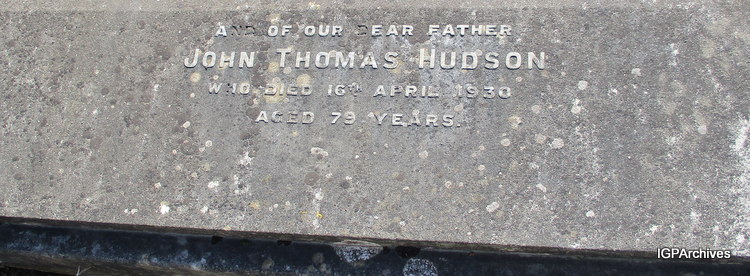 AND OF OUR DEAR FATHER
JOHN THOMAS HUDSON
WHO DIED 16TH APRIL 1930
AGED 79 YEARS.
IGPArchives